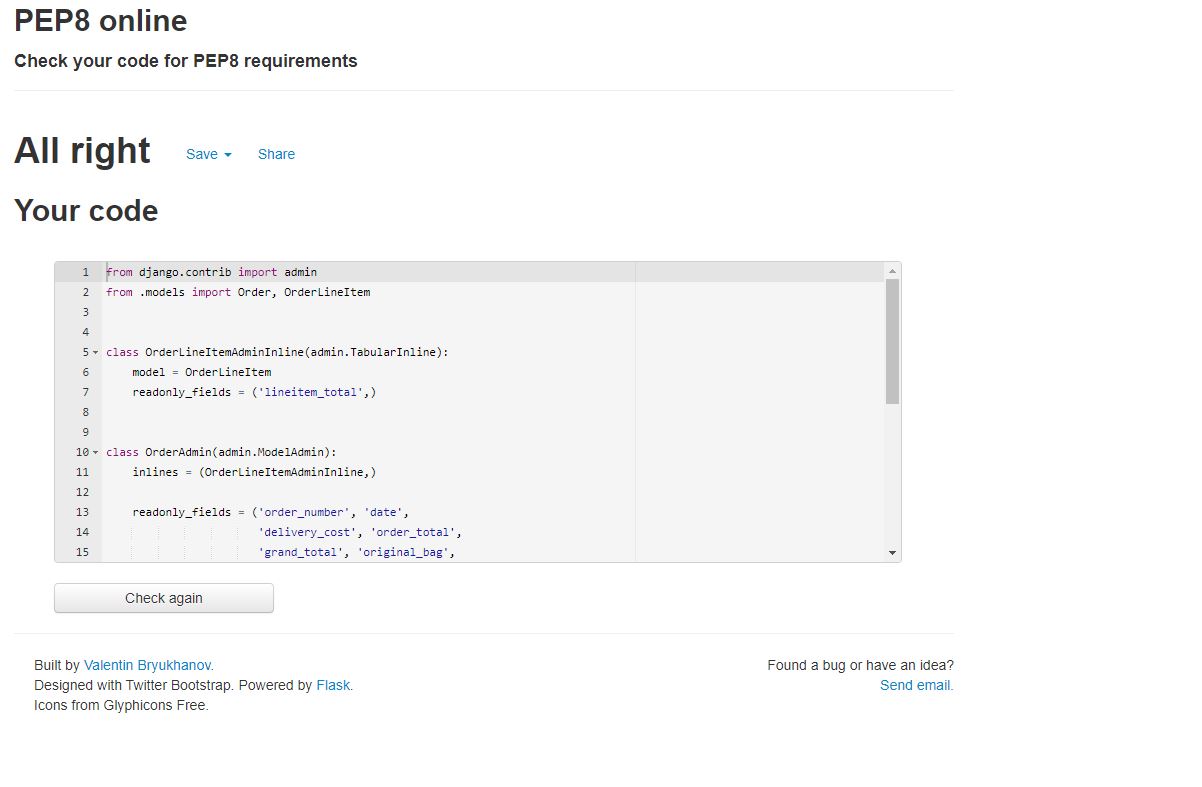 PEP8 online
Check your code for PEP8 requirements
All right Save Share
Your code
1 from django.contrib import admin
2 from .models import Order, OrderLineItem
3
4
5 class OrderLineItemAdminInline(admin.TabularInline):
6 model = OrderLineItem
7 readonly_fields = ('lineitem_total',)
8
9
10 class OrderAdmin(admin.ModelAdmin):
11 inlines = (OrderLineItemAdminInline,)
12
13 readonly_fields = ('order_number', 'date',
14 'delivery_cost', 'order_total',
15 'grand_total', 'original_bag',
Check again
Built by Valentin Bryukhanov.
Designed with Twitter Bootstrap. Powered by Flask.
Icons from Glyphicons Free.
Found a bug or have an idea?
Send email.